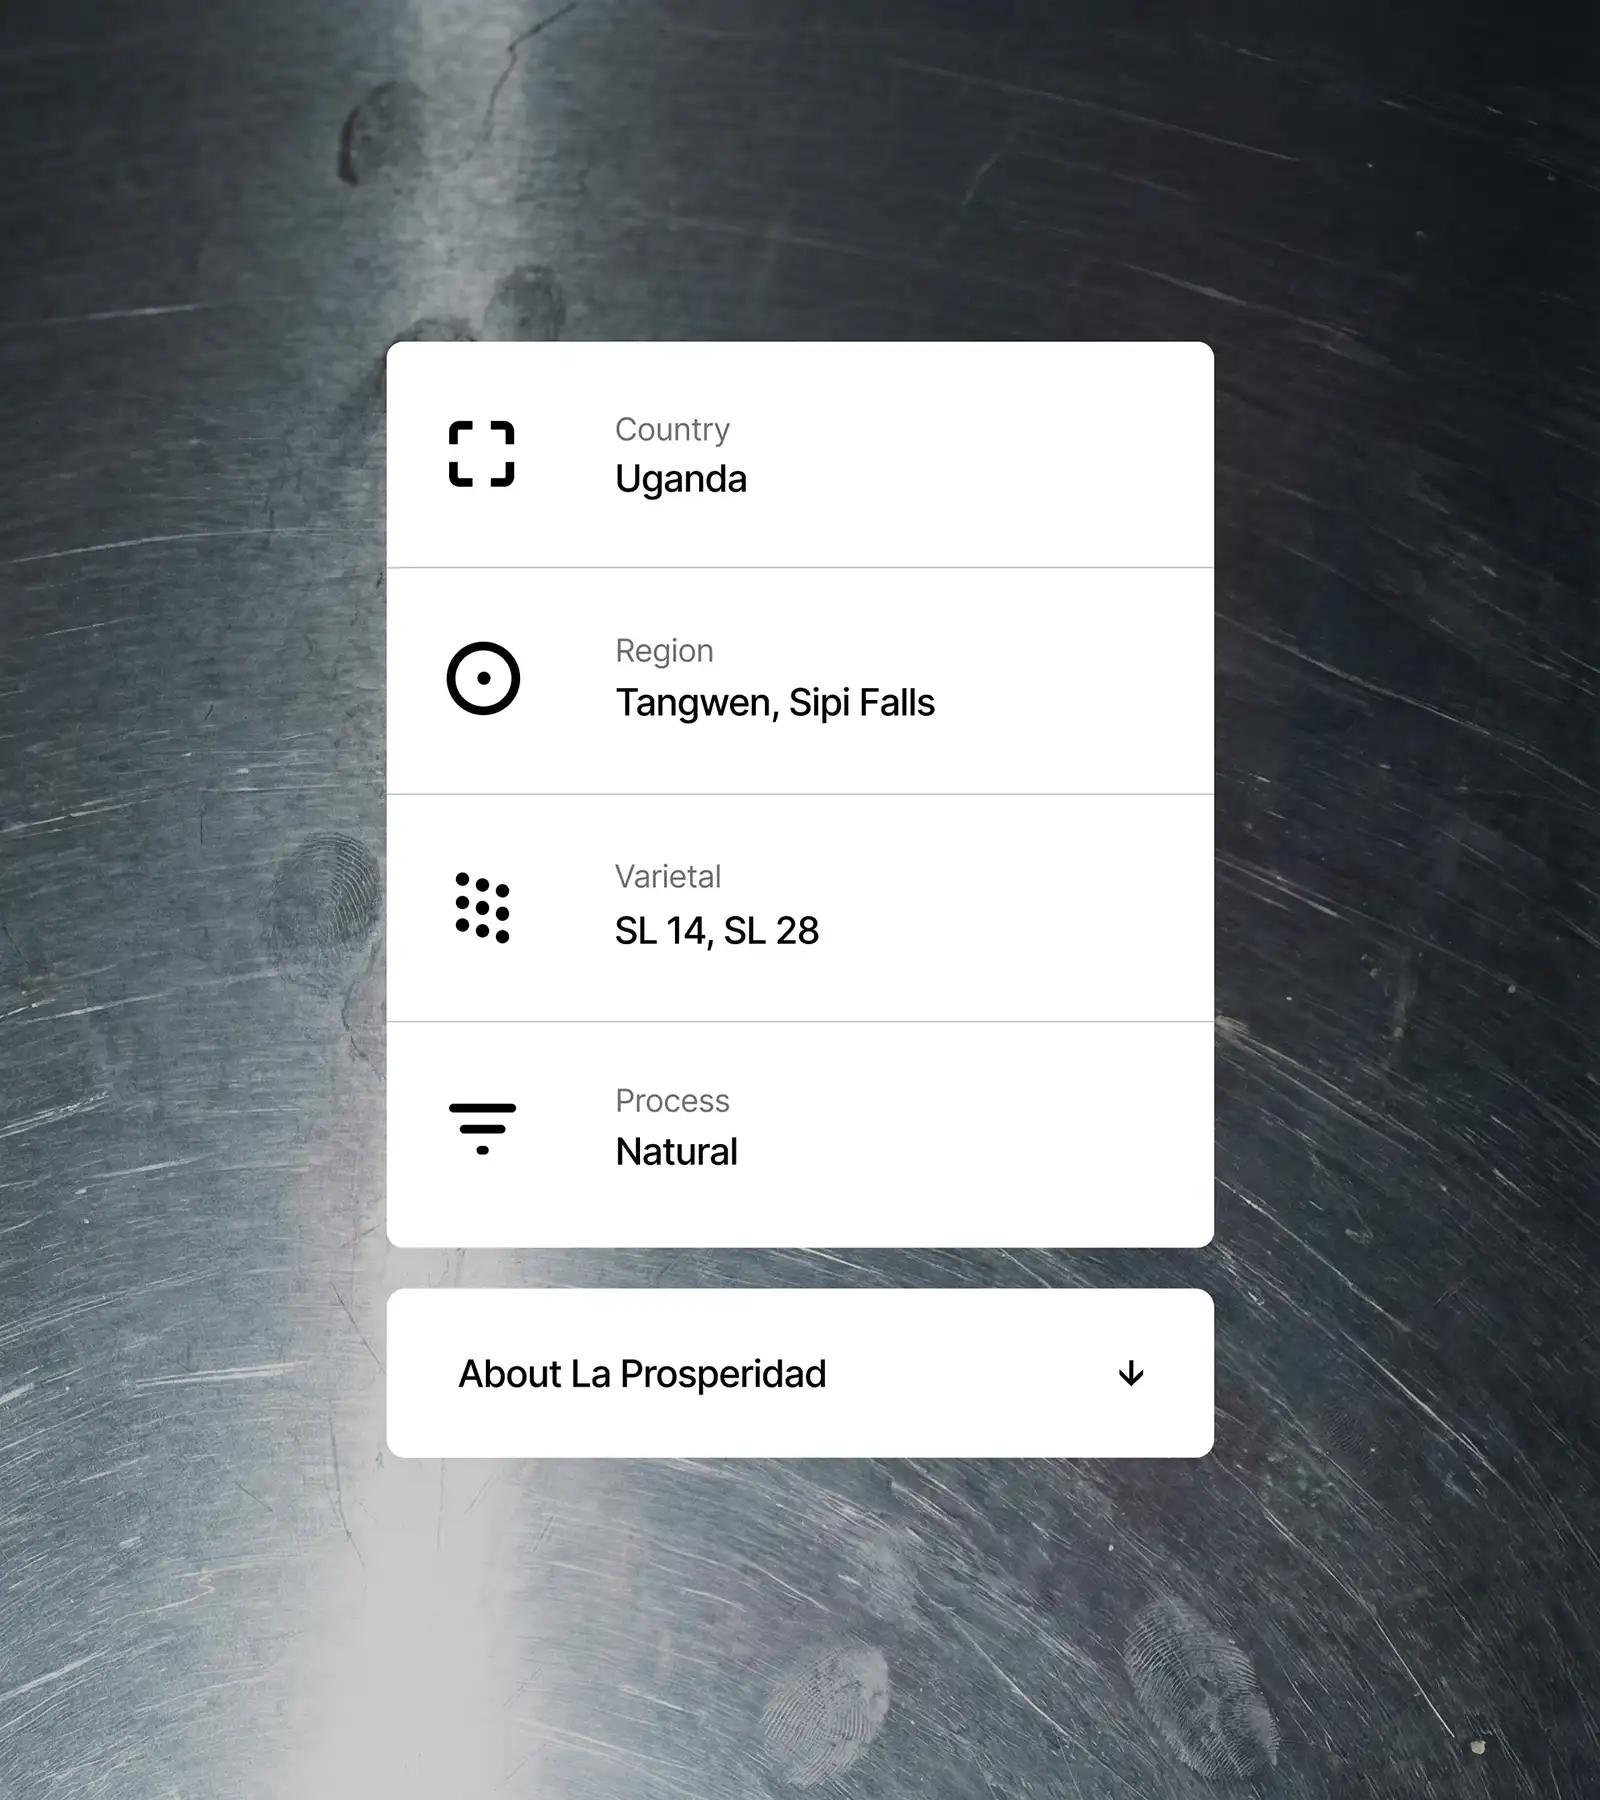 Country
Uganda
Region
Tangwen, Sipi Falls
Varietal
SL 14, SL 28
Process
Natural
About La Prosperidad